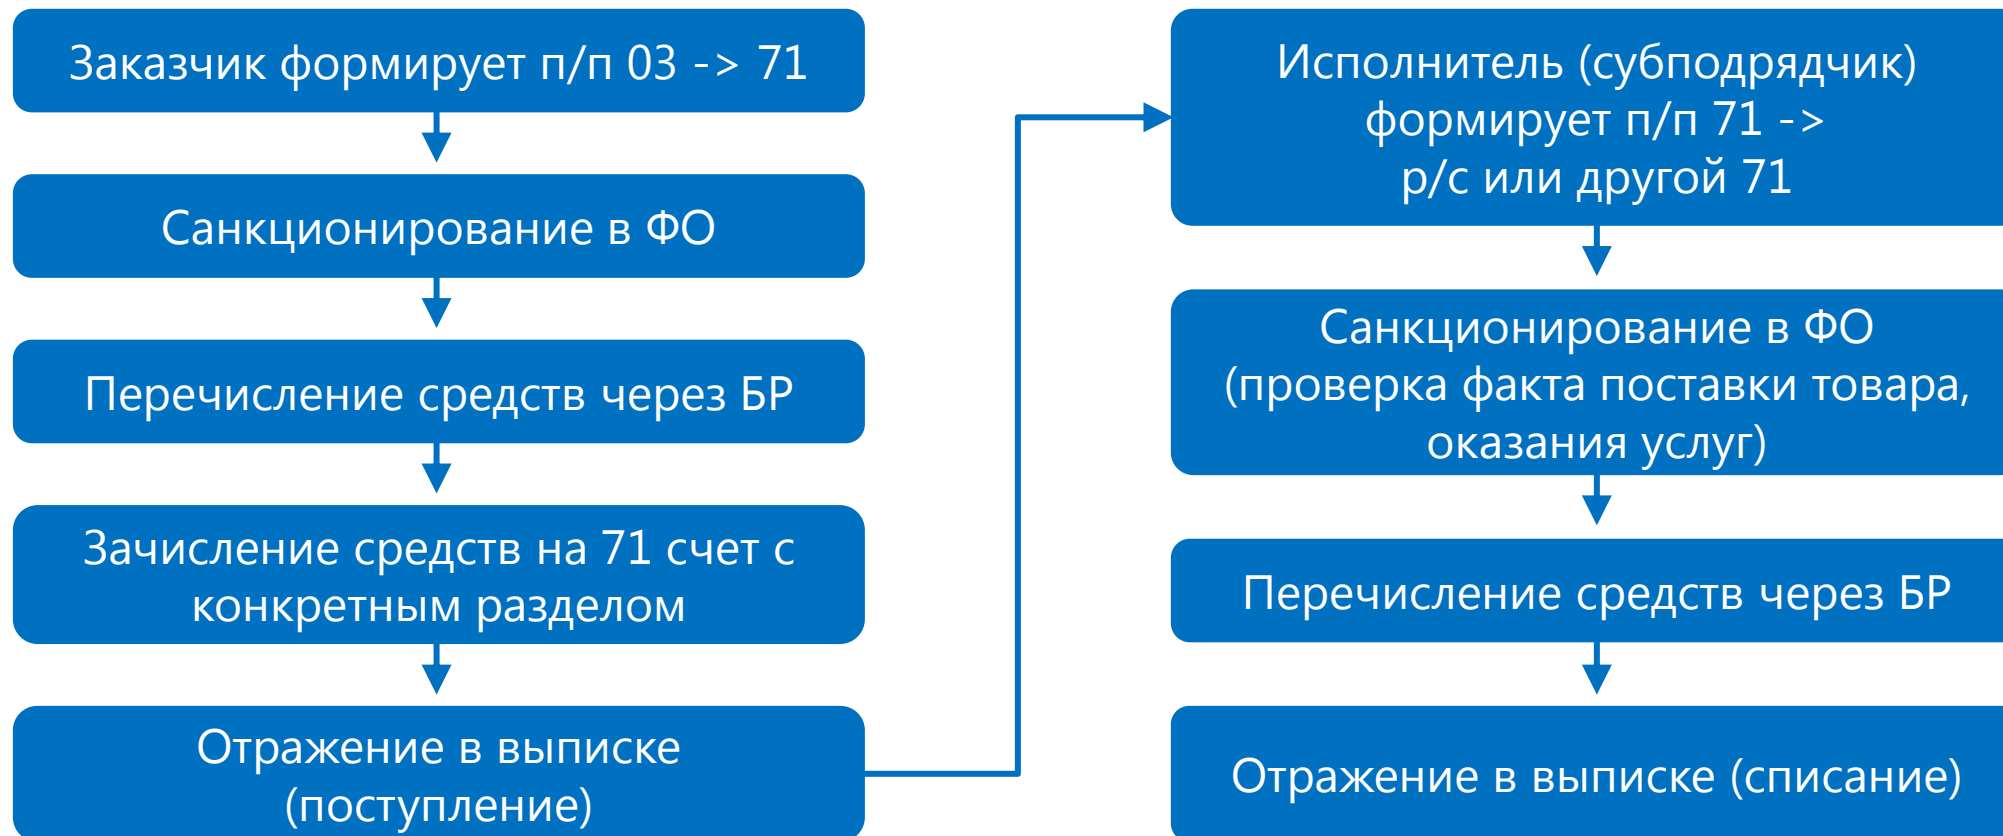 Заказчик формирует п/п 03 -> 71
Санкционирование в ФО
Перечисление средств через БР
Зачисление средств на 71 счет с
конкретным разделом
Отражение в выписке
(поступление)
Исполнитель (субподрядчик)
формирует п/п 71 ->
р/с или другой 71
Санкционирование в ФО
(проверка факта поставки товара,
оказания услуг)
Перечисление средств через БР
Отражение в выписке (списание)